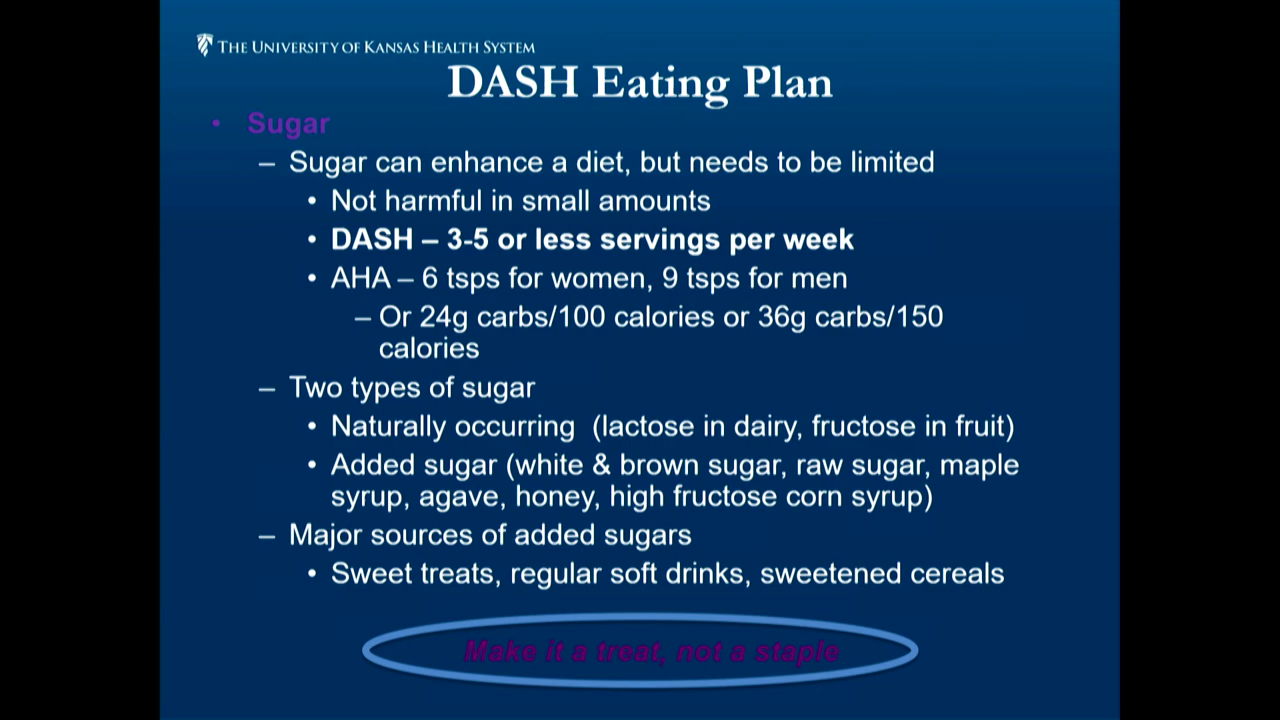 THE UNIVERSITY OF KANSAS HEALTH SYSTEM
DASH Eating Plan
• Sugar
– Sugar can enhance a diet, but needs to be limited
• Not harmful in small amounts
• DASH – 3-5 or less servings per week
• AHA – 6 tsps for women, 9 tsps for men
– Or 24g carbs/100 calories or 36g carbs/150
calories
– Two types of sugar
• Naturally occurring (lactose in dairy, fructose in fruit)
• Added sugar (white & brown sugar, raw sugar, maple
syrup, agave, honey, high fructose corn syrup)
– Major sources of added sugars
• Sweet treats, regular soft drinks, sweetened cereals
Make it a treat, not a staple